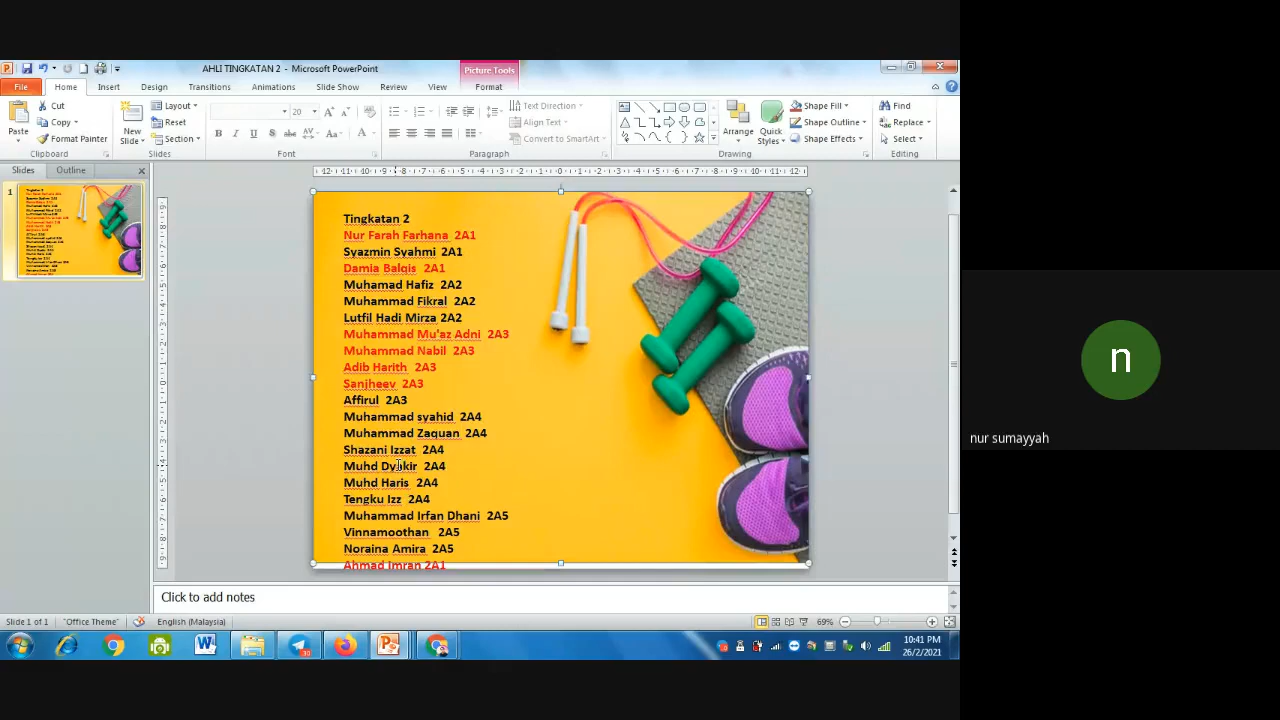 AHLI TINGKATAN 2 - Microsoft PowerPoint
Picture Tools
File Home Insert Design Transitions Animations Slide Show Review View Format
Paste
Cut
Copy
Format Painter
Clipboard
New
Slide
Layout
Reset
Section
Slides
20
Font
Paragraph
Text Direction
Align Text
Convert to SmartArt
Arrange
Quick
Styles
Shape Fill
Shape Outline
Shape Effects
Drawing
Find
Replace
Select
Editing
Slides Outline
1
Tingkatan 2
Nur Farah Farhana 2A1
Syazmin Syahmi 2A1
Damia Balqis 2A1
Muhamad Hafiz 2A2
Muhammad Fikral 2A2
Lutfil Hadi Mirza 2A2
Muhammad Mu'az Adni 2A3
Muhammad Nabil 2A3
Adib Harith 2A3
Sanjheev 2A3
Affirul 2A3
Muhammad syahid 2A4
Muhammad Zaquan 2A4
Shazani Izzat 2A4
Muhd 2A4
Muhd Haris 2A4
Tengku Izz 2A4
Muhammad Irfan Dhani 2A5
Vinnamoothan 2A5
Noraina Amira 2A5
Ahmad Imran 2A1
Click to add notes
Slide 1 of 1 "Office Theme" English (Malaysia) 69%
10:41 PM
26/2/2021
n
nur sumayyah